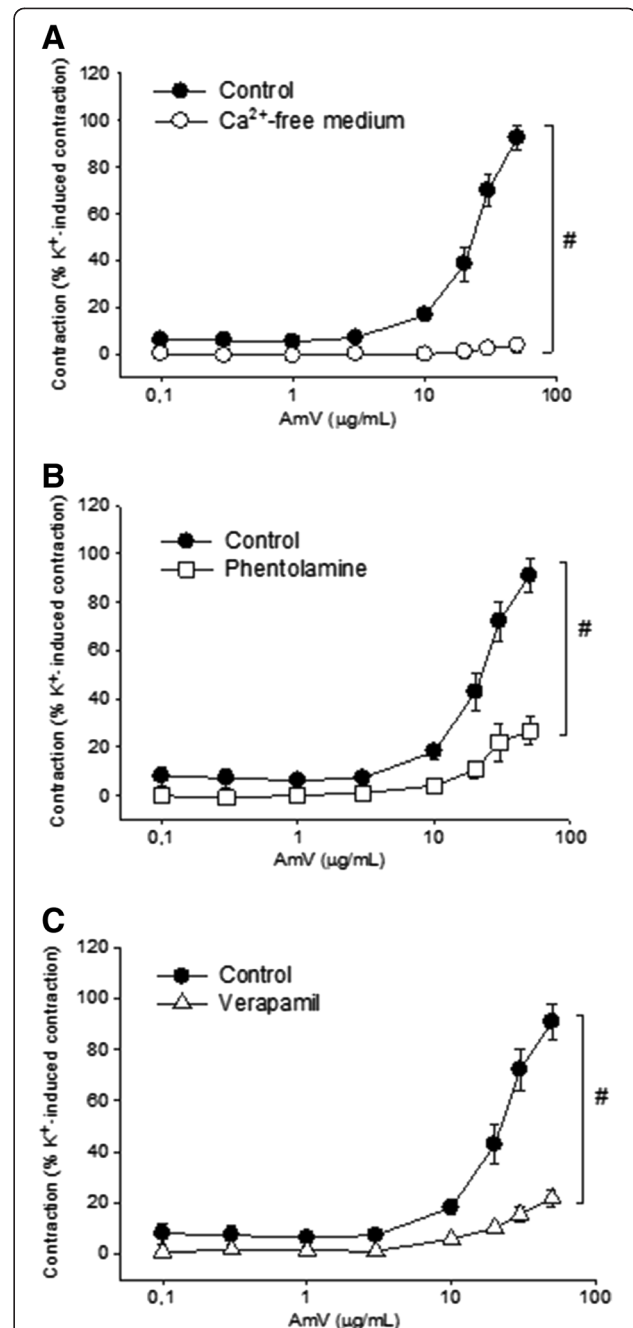 A
Contraction (% K⁺-induced contraction)
120
100
80
60
40
20
0
Control
Ca²⁺-free medium
#
0,1
1
10
100
AmV (µg/mL)
B
Contraction (% K⁺-induced contraction)
120
100
80
60
40
20
0
Control
Phentolamine
#
0,1
1
10
100
AmV (µg/mL)
C
Contraction (% K⁺-induced contraction)
120
100
80
60
40
20
0
Control
Verapamil
#
0,1
1
10
100
AmV (µg/mL)